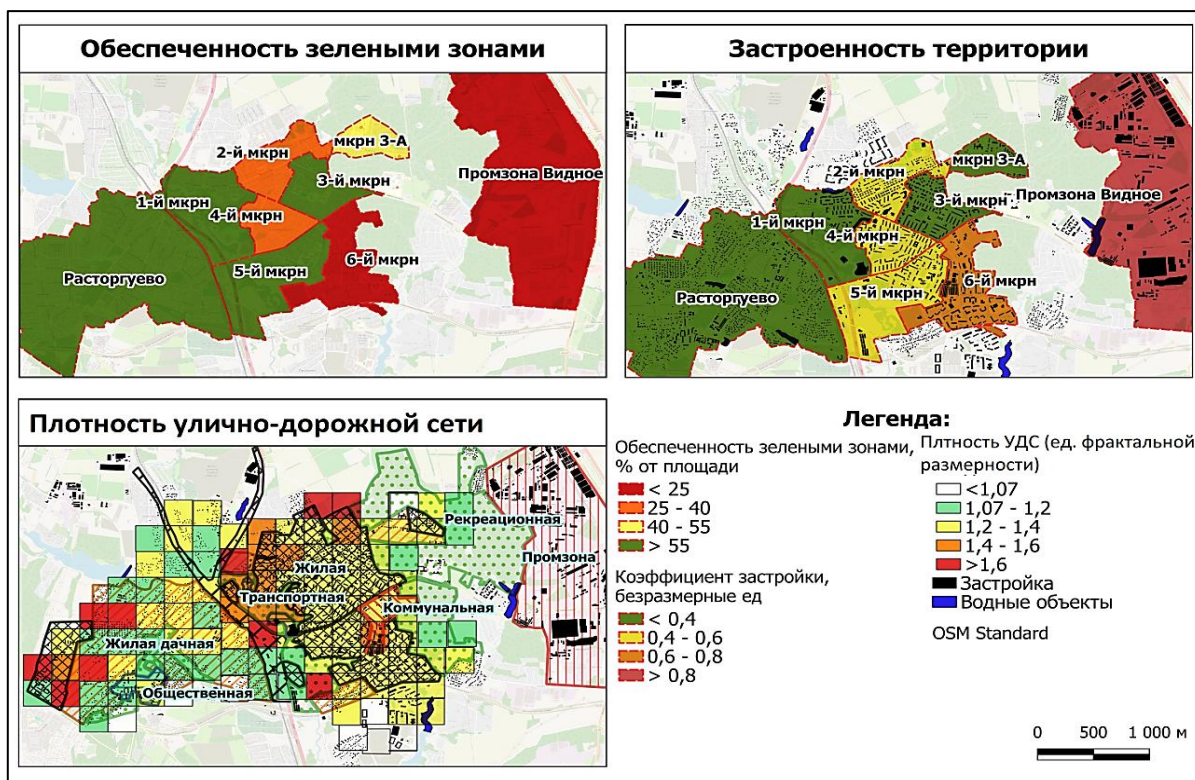 Обеспеченность зелеными зонами
2-й мкрн
мкрн 3-А
3-й мкрн
Промзона Видное
1-й мкрн
4-й мкрн
6-й мкрн
5-й мкрн
Расторгуево
Застроенность территории
2-й мкрн
мкрн 3-А
3-й мкрн
Промзона Видное
1-й мкрн
4-й мкрн
5-й мкрн
6-й мкрн
Расторгуево
Плотность улично-дорожной сети
Рекреационная
Промзона
Жилая
Транспортная
Коммунальная
Жилая дачная
Общественная
Легенда:
Обеспеченность зелеными зонами,
% от площади
< 25
25 - 40
40 - 55
> 55
Коэффициент застройки,
безразмерные ед
< 0,4
0,4 - 0,6
0,6 - 0,8
> 0,8
Плтность УДС (ед. фрактальной
размерности)
<1,07
1,07 - 1,2
1,2 - 1,4
1,4 - 1,6
>1,6
Застройка
Водные объекты
OSM Standard
0 500 1 000 м